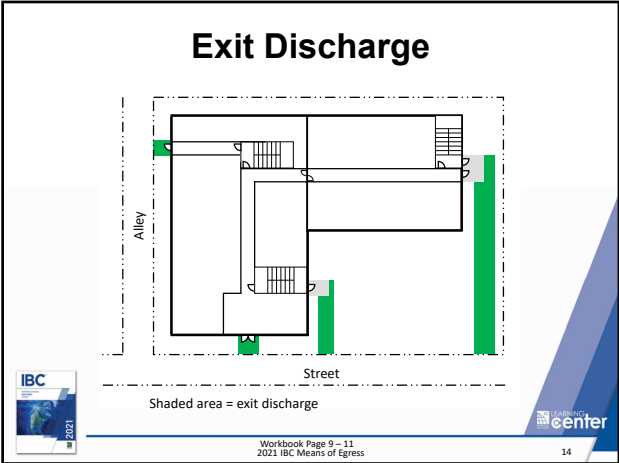 Exit Discharge
Alley
Street
Shaded area = exit discharge
IBC
2021
LEARNING
center
Workbook Page 9 – 11
2021 IBC Means of Egress
14